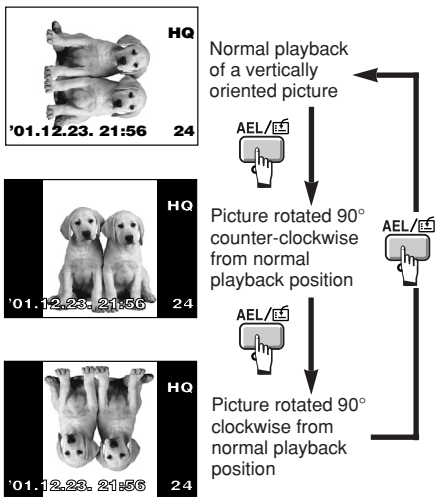 HQ
'01.12.23. 21:56 24
Normal playback
of a vertically
oriented picture
AEL/
HQ
'01.12.23. 21:56 24
Picture rotated 90°
counter-clockwise
from normal
playback position
AEL/
AEL/
HQ
'01.12.23. 21:56 24
Picture rotated 90°
clockwise from
normal playback
position